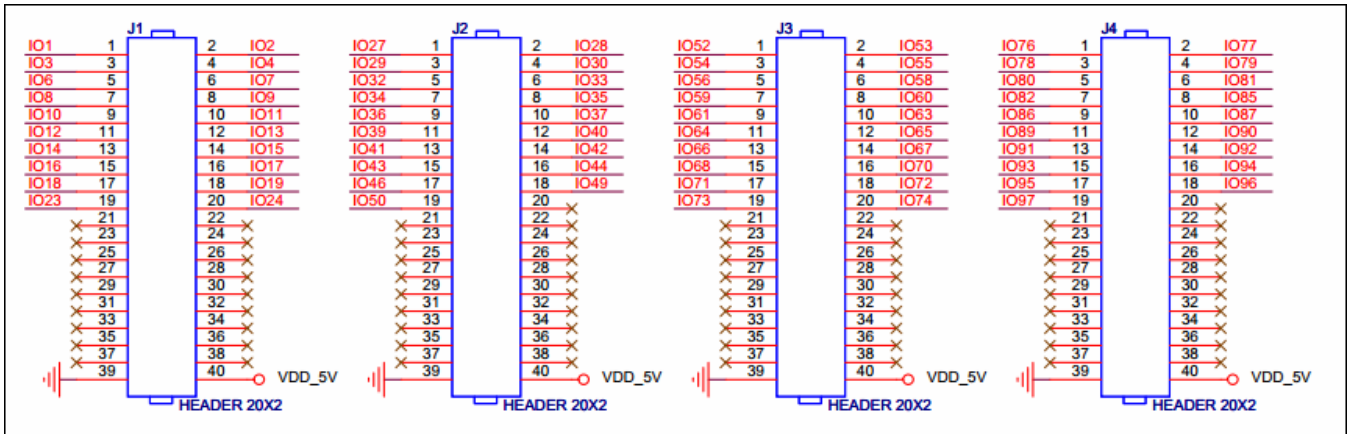 J1 J2 J3 J4
IO1 1 2 IO2 IO27 1 2 IO28 IO52 1 2 IO53 IO76 1 2 IO77
IO3 3 4 IO4 IO29 3 4 IO30 IO54 3 4 IO55 IO78 3 4 IO79
IO6 5 6 IO7 IO32 5 6 IO33 IO56 5 6 IO58 IO80 5 6 IO81
IO8 7 8 IO9 IO34 7 8 IO35 IO59 7 8 IO60 IO82 7 8 IO85
IO10 9 10 IO11 IO36 9 10 IO37 IO61 9 10 IO63 IO86 9 10 IO87
IO12 11 12 IO13 IO39 11 12 IO40 IO64 11 12 IO65 IO89 11 12 IO90
IO14 13 14 IO15 IO41 13 14 IO42 IO66 13 14 IO67 IO91 13 14 IO92
IO16 15 16 IO17 IO43 15 16 IO44 IO68 15 16 IO70 IO93 15 16 IO94
IO18 17 18 IO19 IO46 17 18 IO49 IO71 17 18 IO72 IO95 17 18 IO96
IO23 19 20 IO24 IO50 19 20 IO73 19 20 IO74 IO97 19 20
21 22 21 22 21 22 21 22
23 24 23 24 23 24 23 24
25 26 25 26 25 26 25 26
27 28 27 28 27 28 27 28
29 30 29 30 29 30 29 30
31 32 31 32 31 32 31 32
33 34 33 34 33 34 33 34
35 36 35 36 35 36 35 36
37 38 37 38 37 38 37 38
39 40 VDD_5V 39 40 VDD_5V 39 40 VDD_5V 39 40 VDD_5V
HEADER 20X2 HEADER 20X2 HEADER 20X2 HEADER 20X2